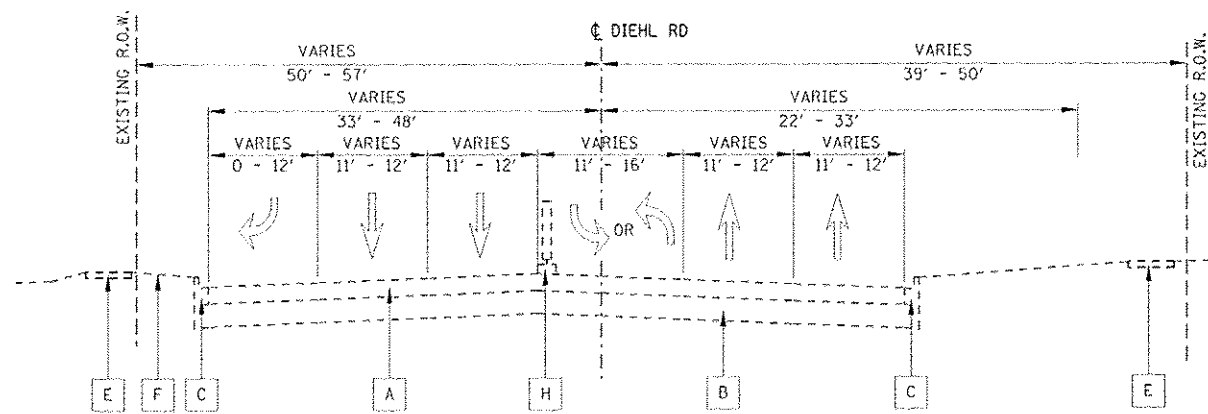 ℄ DIEHL RD
EXISTING R.O.W.
VARIES
50' - 57'
VARIES
39' - 50'
EXISTING R.O.W.
VARIES
33' - 48'
VARIES
22' - 33'
VARIES
0 - 12'
VARIES
11' - 12'
VARIES
11' - 12'
VARIES
11' - 16'
VARIES
11' - 12'
VARIES
11' - 12'
OR
E
F
C
A
H
B
C
E